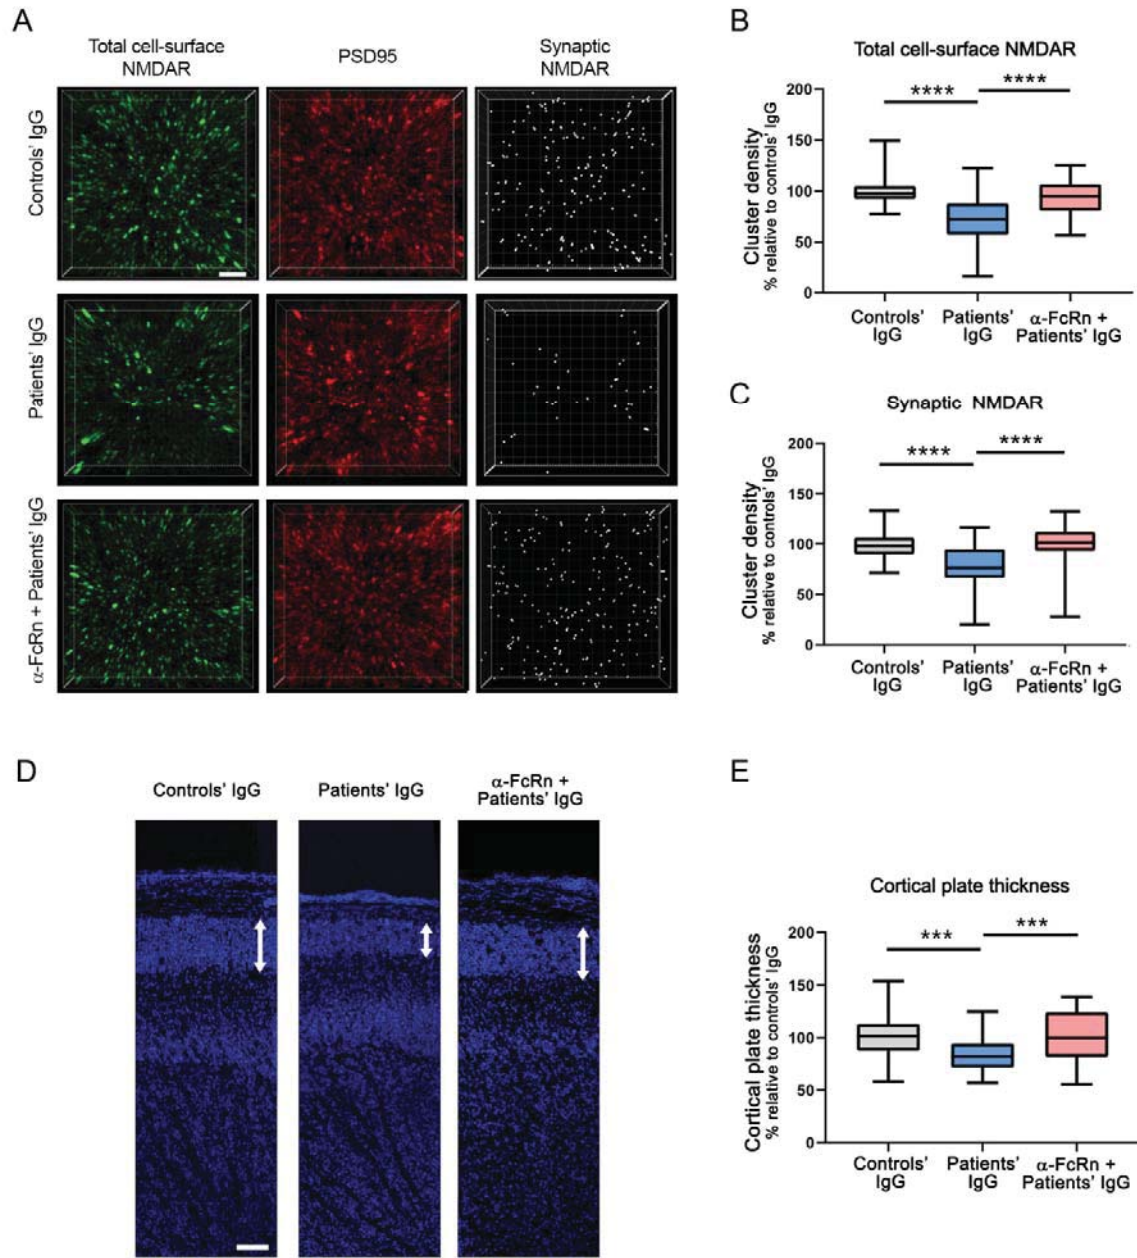 A
Total cell-surface
NMDAR
PSD95
Synaptic
NMDAR
Controls' IgG
Patients' IgG
α-FcRn + Patients' IgG
B
Total cell-surface NMDAR
Cluster density
% relative to controls' IgG
200
150
100
50
0
****
****
Controls'
IgG
Patients'
IgG
α-FcRn +
Patients' IgG
C
Synaptic NMDAR
Cluster density
% relative to controls' IgG
200
150
100
50
0
****
****
Controls'
IgG
Patients'
IgG
α-FcRn +
Patients' IgG
D
Controls' IgG
Patients' IgG
α-FcRn +
Patients' IgG
E
Cortical plate thickness
Cortical plate thickness
% relative to controls' IgG
200
150
100
50
0
***
***
Controls'
IgG
Patients'
IgG
α-FcRn +
Patients' IgG